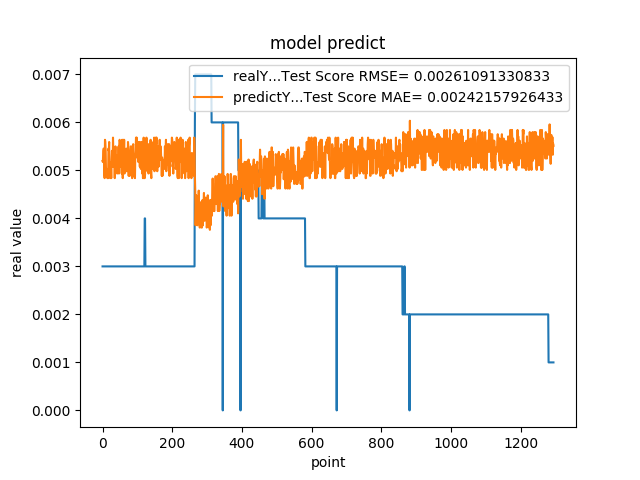 model predict
realY...Test Score RMSE= 0.00261091330833
predictY...Test Score MAE= 0.00242157926433
0.007
0.006
0.005
0.004
0.003
0.002
0.001
0.000
real value
0 200 400 600 800 1000 1200
point